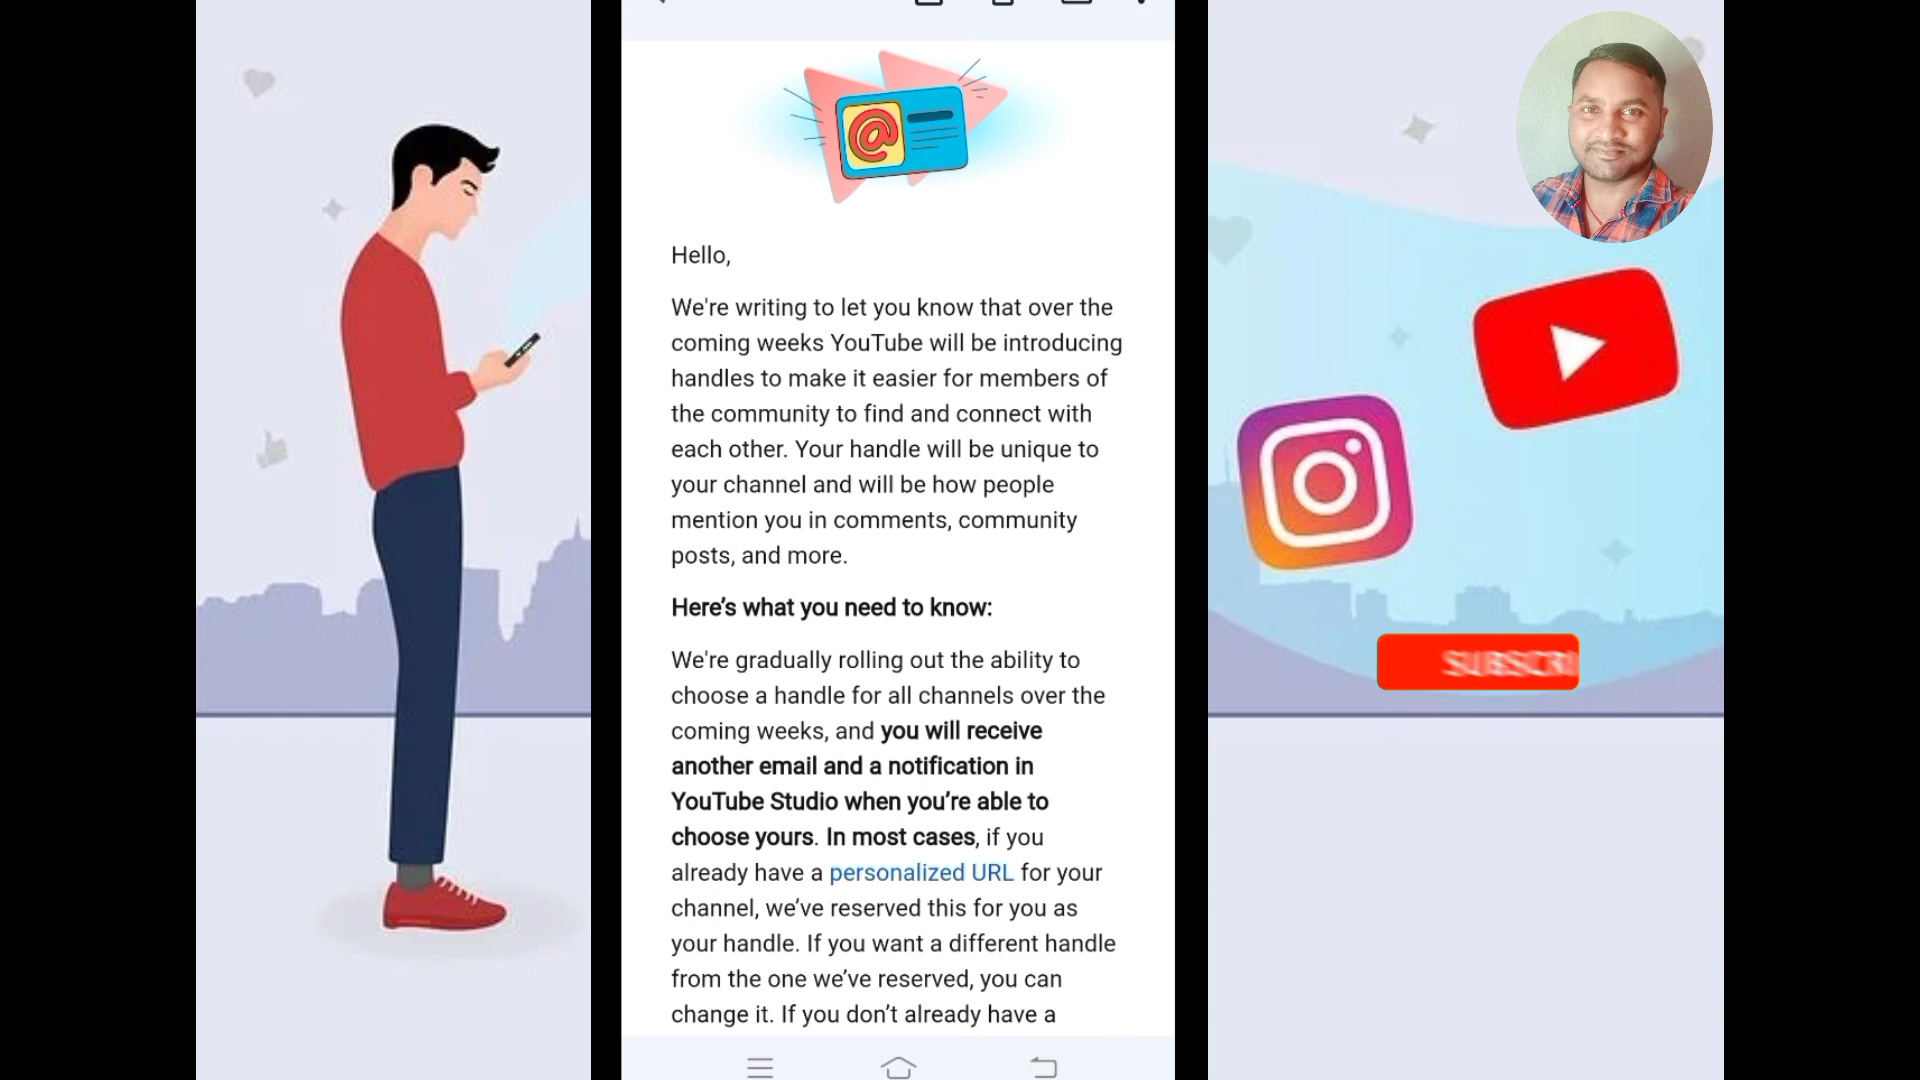 Hello,
We're writing to let you know that over the
coming weeks YouTube will be introducing
handles to make it easier for members of
the community to find and connect with
each other. Your handle will be unique to
your channel and will be how people
mention you in comments, community
posts, and more.
Here’s what you need to know:
We're gradually rolling out the ability to
choose a handle for all channels over the
coming weeks, and you will receive
another email and a notification in
YouTube Studio when you’re able to
choose yours. In most cases, if you
already have a personalized URL for your
channel, we’ve reserved this for you as
your handle. If you want a different handle
from the one we’ve reserved, you can
change it. If you don’t already have a
SUBSCRI